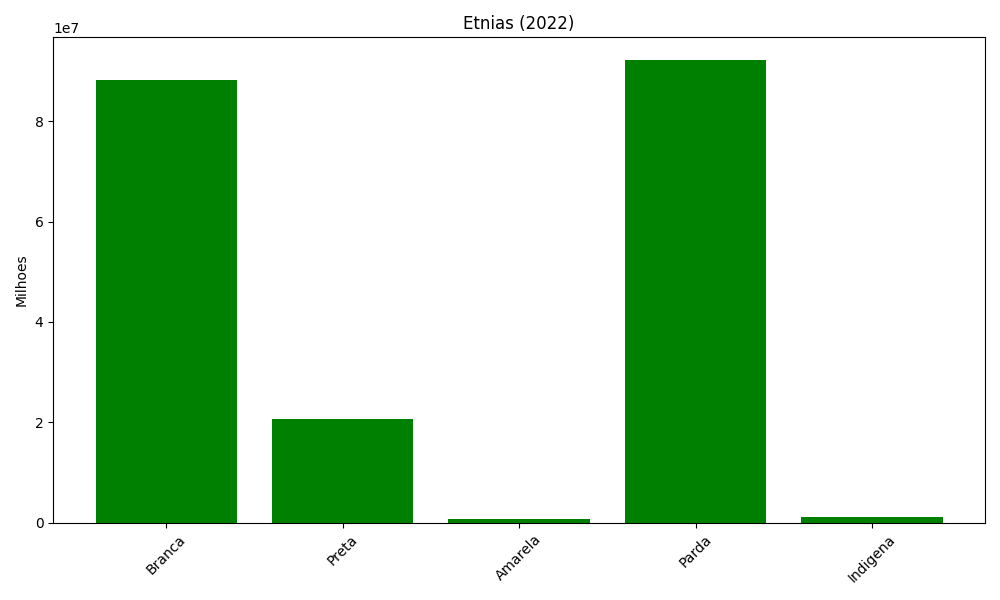 Etnias (2022)
1e7
8
6
4
2
0
Milhoes
Branca
Preta
Amarela
Parda
Indigena